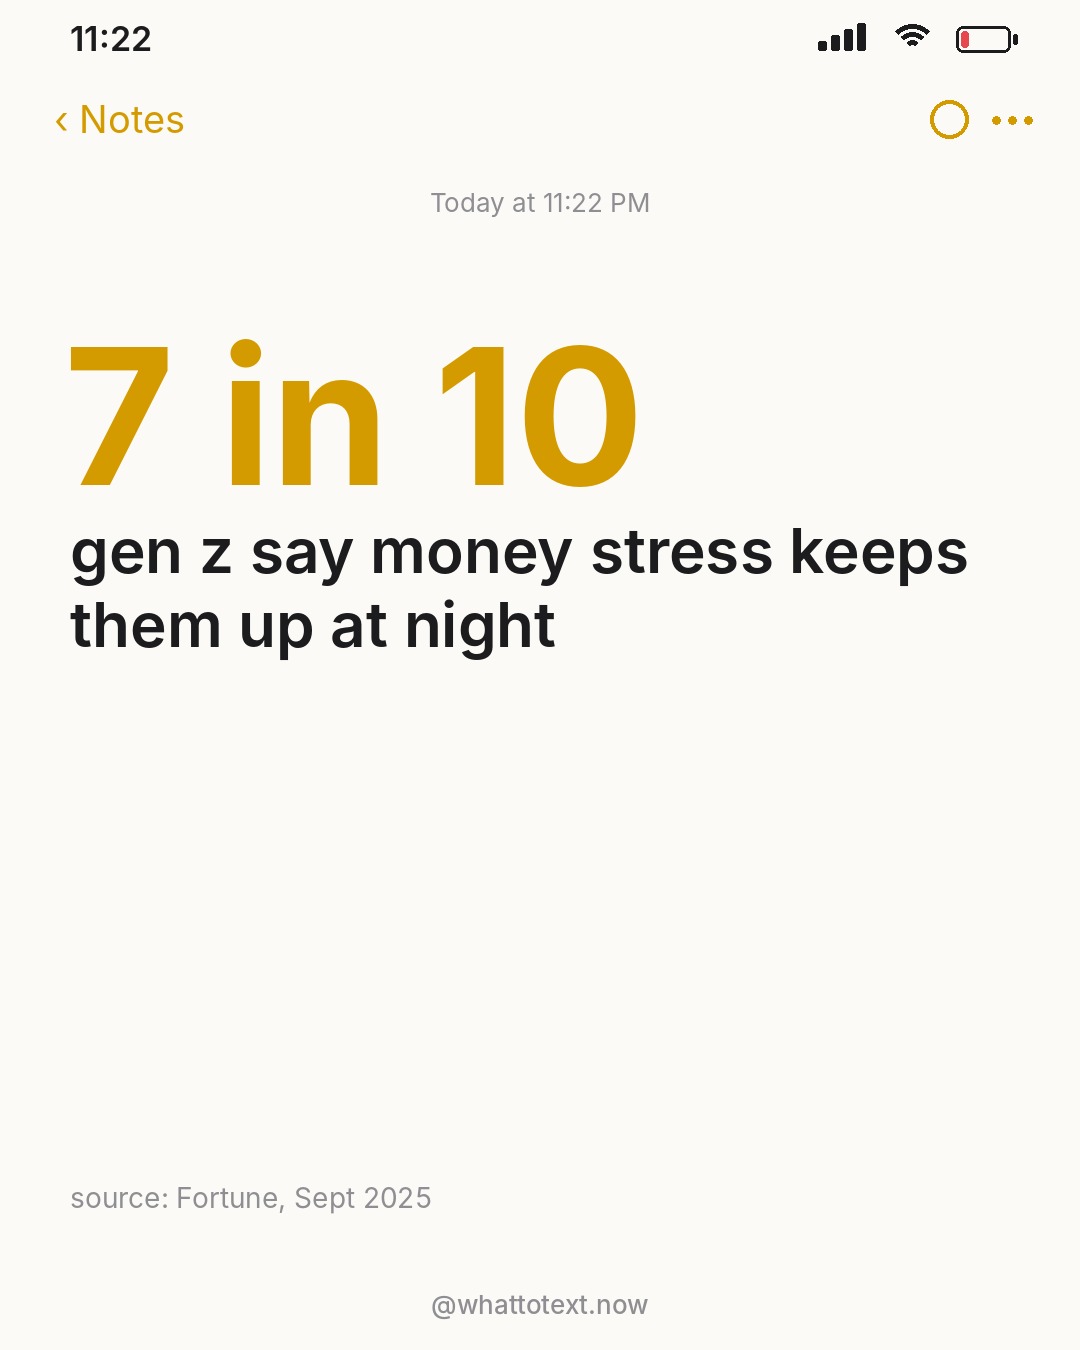 11:22
‹ Notes
Today at 11:22 PM
7 in 10
gen z say money stress keeps
them up at night
source: Fortune, Sept 2025
@whattotext.now